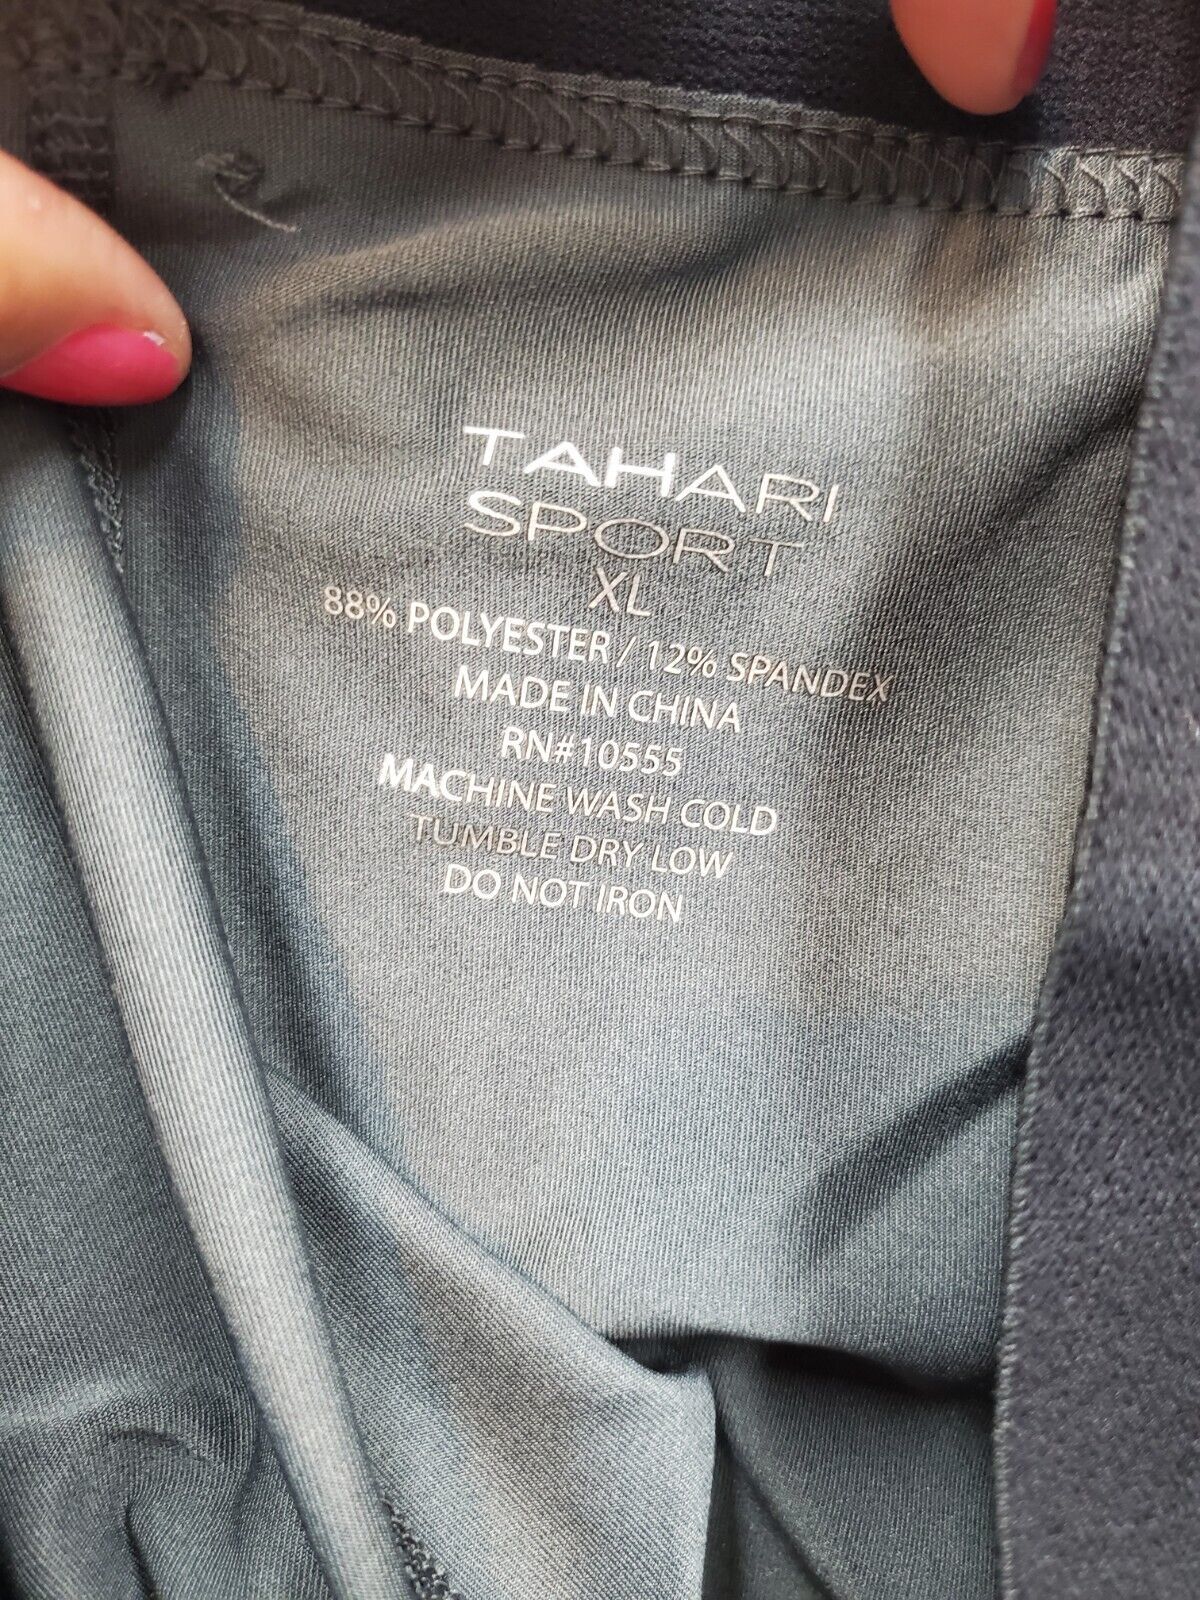 TAHARI
SPORT
XL
88% POLYESTER / 12% SPANDEX
MADE IN CHINA
RN#10555
MACHINE WASH COLD
TUMBLE DRY LOW
DO NOT IRON